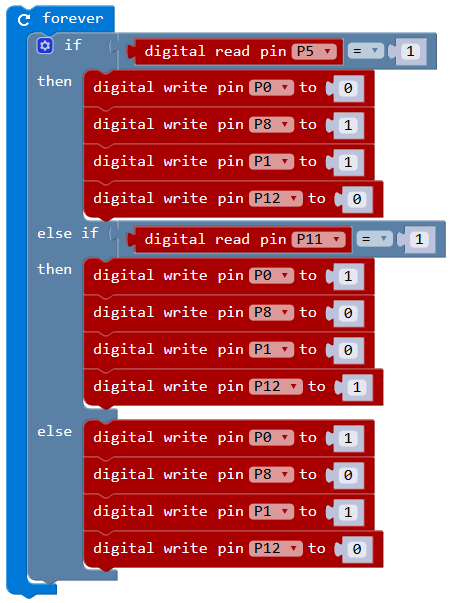 forever
if digital read pin P5 = 1
then digital write pin P0 to 0
digital write pin P8 to 1
digital write pin P1 to 1
digital write pin P12 to 0
else if digital read pin P11 = 1
then digital write pin P0 to 1
digital write pin P8 to 0
digital write pin P1 to 0
digital write pin P12 to 1
else digital write pin P0 to 1
digital write pin P8 to 0
digital write pin P1 to 1
digital write pin P12 to 0